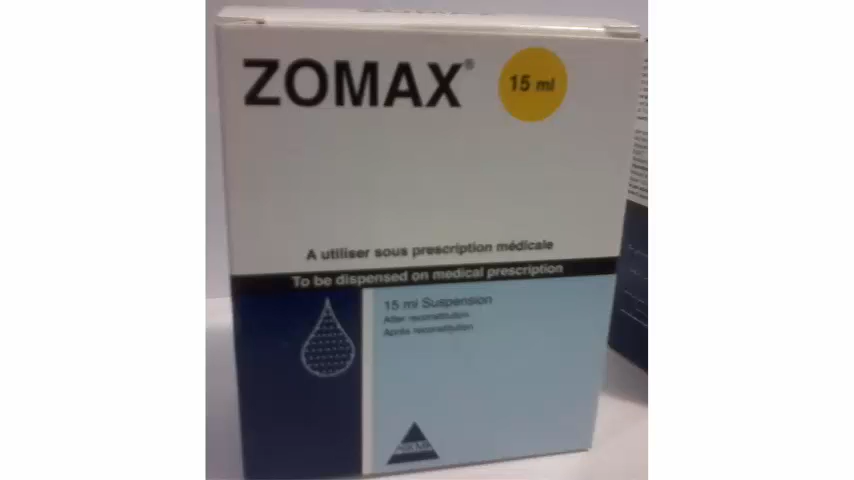 ZOMAX®
15 ml
A utiliser sous prescription médicale
To be dispensed on medical prescription
15 ml Suspension
After reconstitution
Après reconstitution